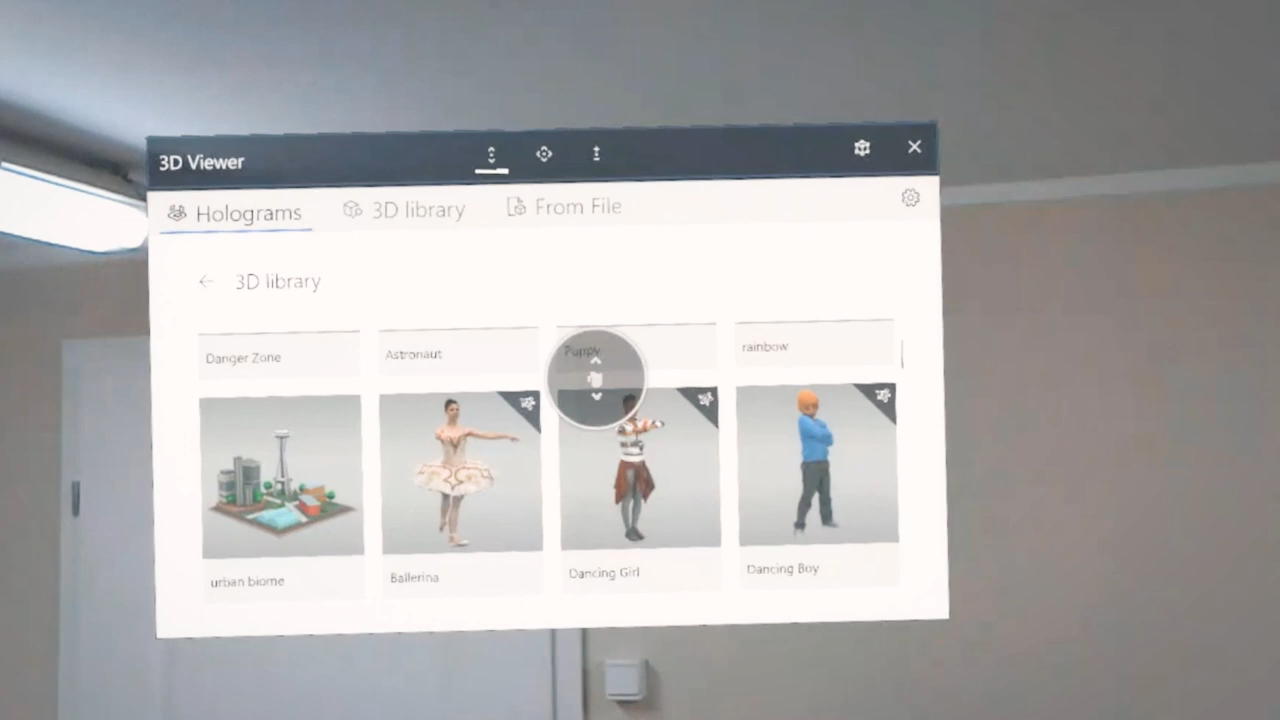 3D Viewer
Holograms
3D library
From File
3D library
Danger Zone
Astronaut
Puppy
rainbow
urban biome
Ballerina
Dancing Girl
Dancing Boy